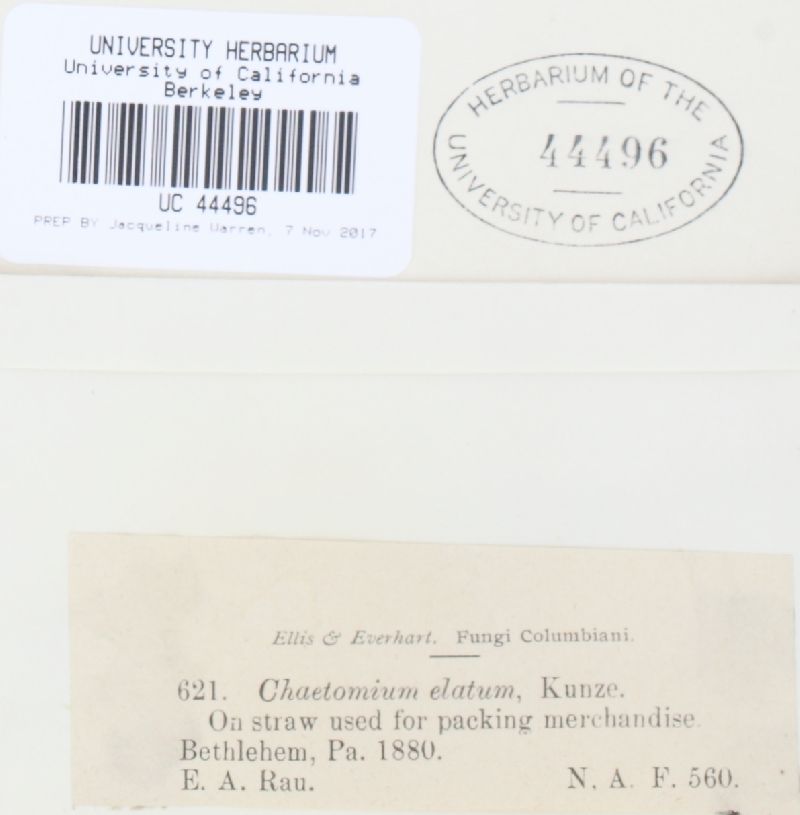 UNIVERSITY HERBARIUM
University of California
Berkeley
UC 44496
PREP BY Jacqueline Warren, 7 Nov 2017
HERBARIUM OF THE
44496
UNIVERSITY OF CALIFORNIA
Ellis & Everhart. Fungi Columbiani.
621. Chaetomium elatum, Kunze.
On straw used for packing merchandise.
Bethlehem, Pa. 1880.
E. A. Rau. N. A. F. 560.